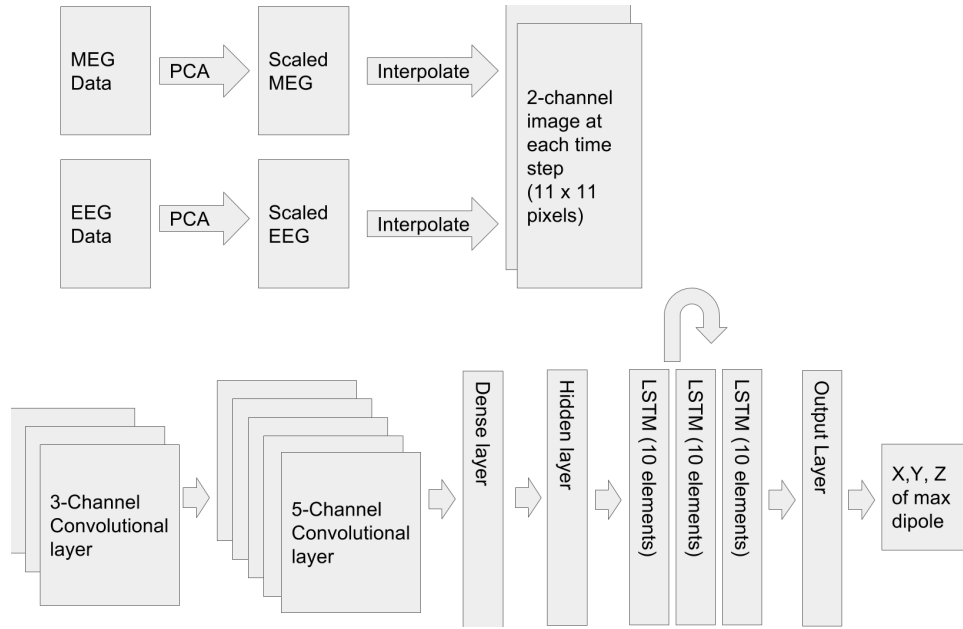 MEG
Data
PCA
Scaled
MEG
Interpolate
2-channel
image at
each time
step
(11 x 11
pixels)
EEG
Data
PCA
Scaled
EEG
Interpolate
3-Channel
Convolutional
layer
5-Channel
Convolutional
layer
Dense layer
Hidden layer
LSTM (10 elements)
LSTM (10 elements)
LSTM (10 elements)
Output Layer
X,Y, Z
of max
dipole